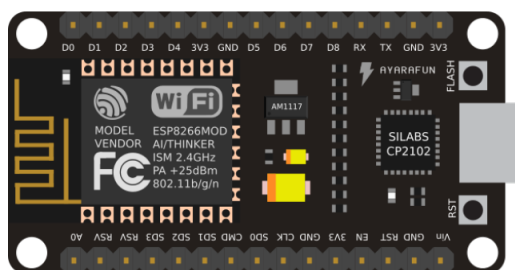 D0 D1 D2 D3 D4 3V3 GND D5 D6 D7 D8 RX TX GND 3V3
AYARAFUN
FLASH
Wi Fi
AM1117
MODEL
VENDOR
ESP8266MOD
AI/THINKER
ISM 2.4GHz
PA +25dBm
802.11b/g/n
FC
SILABS
CP2102
RST
A0 RSV RSV SD3 SD2 SD1 CMD SD0 CLK GND 3V3 EN RST GND Vin